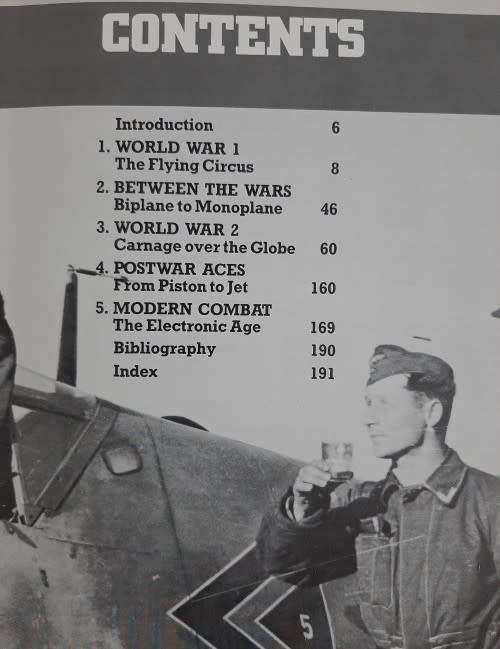 CONTENTS
Introduction 6
1. WORLD WAR 1
The Flying Circus 8
2. BETWEEN THE WARS
Biplane to Monoplane 46
3. WORLD WAR 2
Carnage over the Globe 60
4. POSTWAR ACES
From Piston to Jet 160
5. MODERN COMBAT
The Electronic Age 169
Bibliography 190
Index 191
5